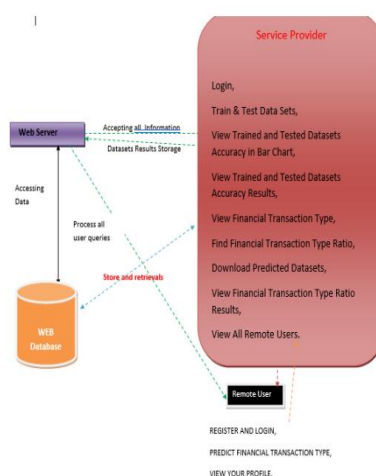 Service Provider
Login,
Train & Test Data Sets,
View Trained and Tested Datasets
Accuracy in Bar Chart,
View Trained and Tested Datasets
Accuracy Results,
View Financial Transaction Type,
Find Financial Transaction Type Ratio,
Download Predicted Datasets,
View Financial Transaction Type Ratio
Results,
View All Remote Users.
Web Server
Accepting all Information
Datasets Results Storage
Accessing
Data
Process all
user queries
Store and retrievals
WEB
Database
Remote User
REGISTER AND LOGIN,
PREDICT FINANCIAL TRANSACTION TYPE,
VIEW YOUR PROFILE.